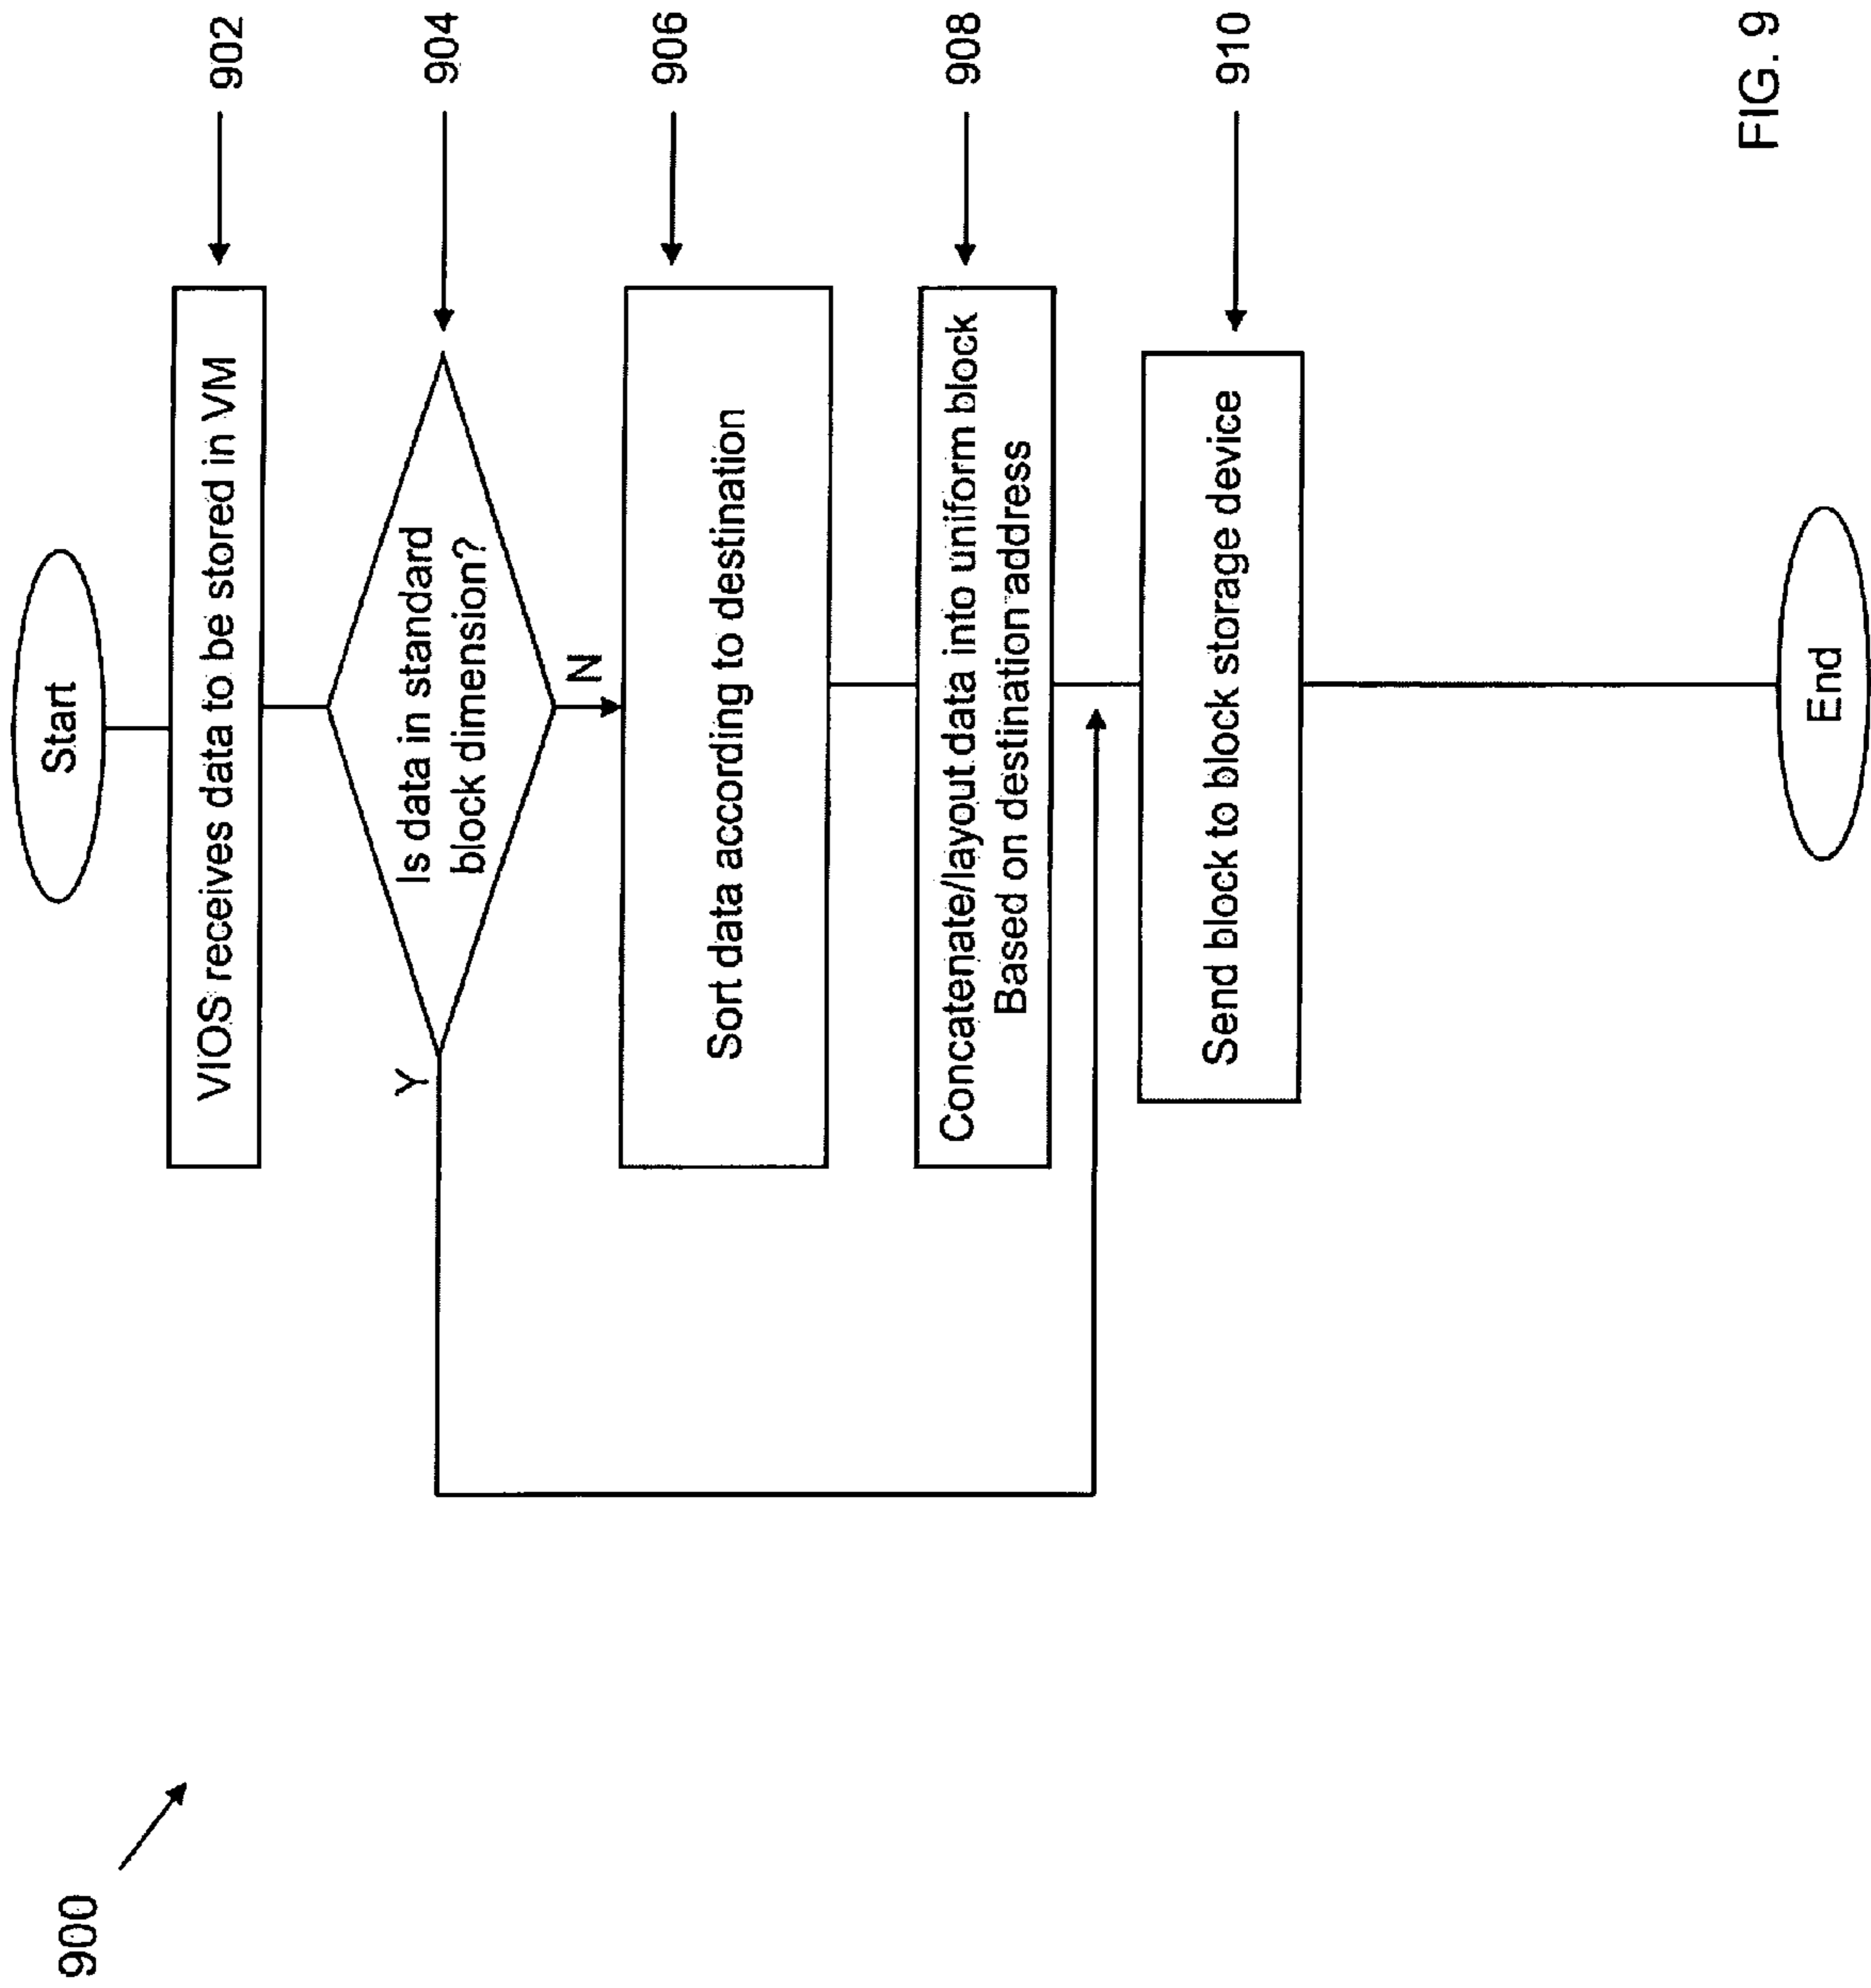 900
Start
VIOS receives data to be stored in VM
902
Is data in standard
block dimension?
904
Y
N
Sort data according to destination
906
Concatenate/layout data into uniform block
Based on destination address
908
Send block to block storage device
910
End
FIG. 9